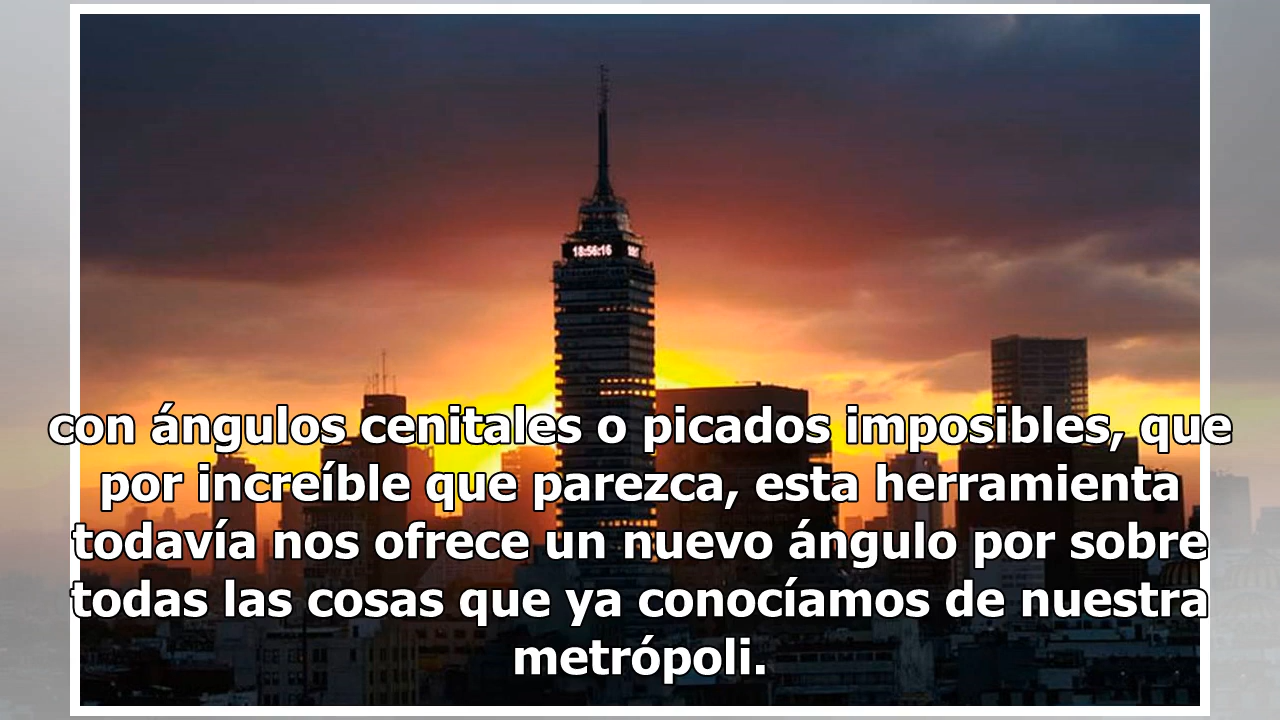 18:56:16
con ángulos cenitales o picados imposibles, que
por increíble que parezca, esta herramienta
todavía nos ofrece un nuevo ángulo por sobre
todas las cosas que ya conocíamos de nuestra
metrópoli.